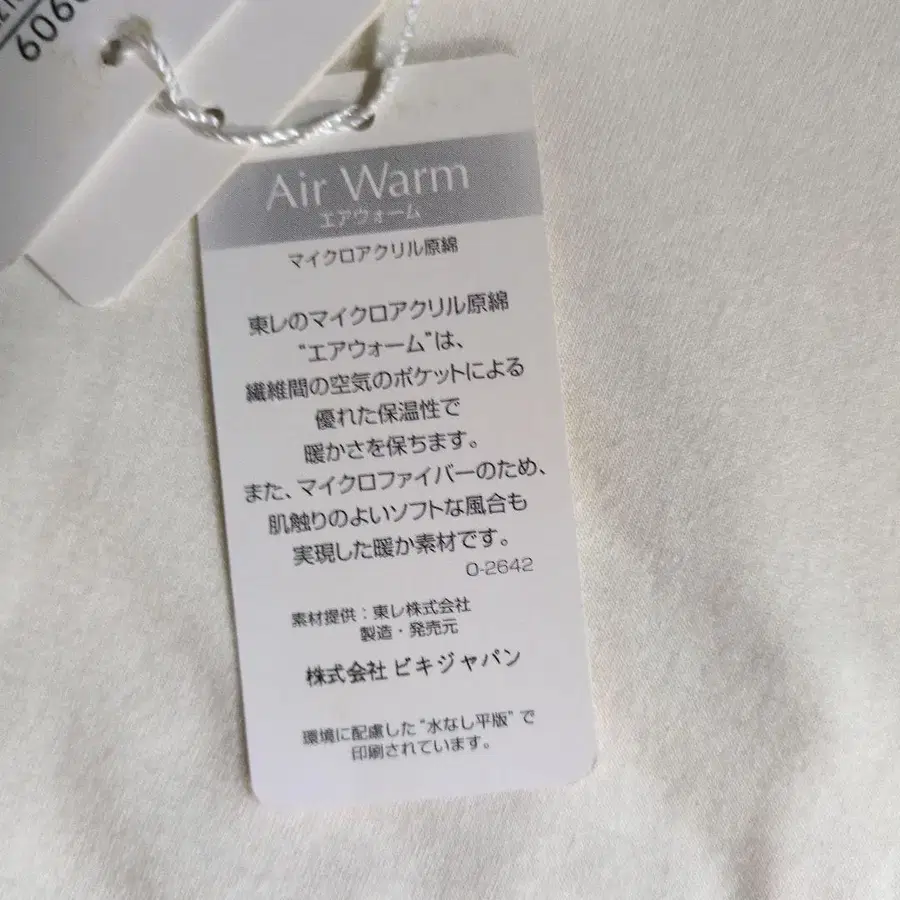 6060
Air Warm
エアウォーム
マイクロアクリル原綿
東レのマイクロアクリル原綿
“エアウォーム”は、
繊維間の空気のポケットによる
優れた保温性で
暖かさを保ちます。
また、マイクロファイバーのため、
肌触りのよいソフトな風合も
実現した暖か素材です。
0-2642
素材提供：東レ株式会社
製造・発売元
株式会社 ビキジャパン
環境に配慮した“水なし平版”で
印刷されています。